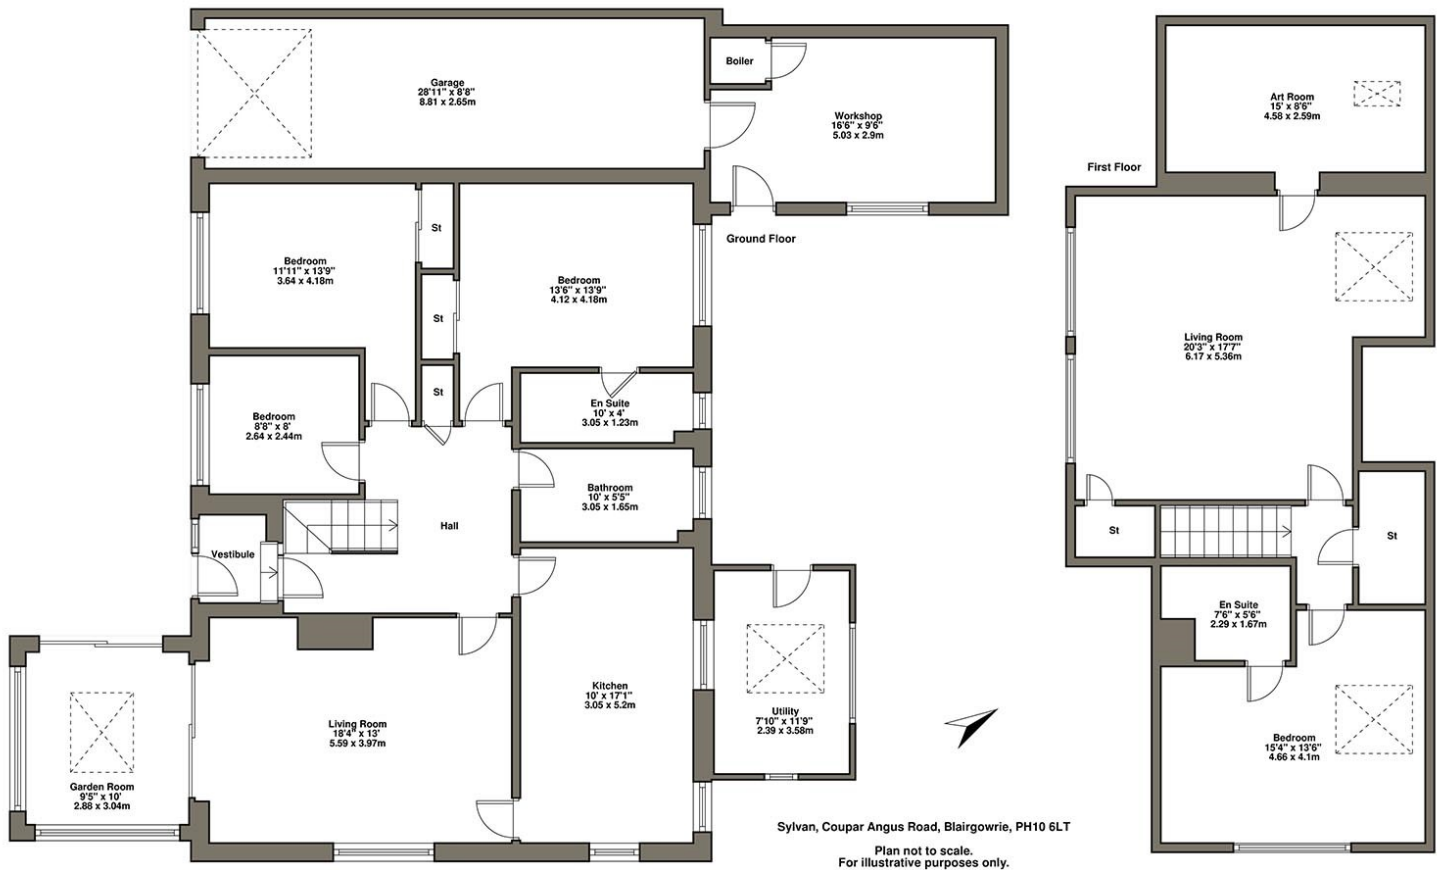 Garage
28'11" x 8'8"
8.81 x 2.65m
Boiler
Workshop
16'6" x 9'6"
5.03 x 2.9m
Ground Floor
Bedroom
11'11" x 13'9"
3.64 x 4.18m
St
St
St
Bedroom
13'6" x 13'9"
4.12 x 4.18m
Bedroom
8'8" x 8'
2.64 x 2.44m
En Suite
10' x 4'
3.05 x 1.23m
Bathroom
10' x 5'5"
3.05 x 1.65m
Hall
Vestibule
Kitchen
10' x 17'1"
3.05 x 5.2m
Living Room
18'4" x 13'
5.59 x 3.97m
Garden Room
9'5" x 10'
2.88 x 3.04m
Utility
7'10" x 11'9"
2.39 x 3.58m
First Floor
Art Room
15' x 8'6"
4.58 x 2.59m
Living Room
20'3" x 17'7"
6.17 x 5.36m
St
St
En Suite
7'6" x 5'6"
2.29 x 1.67m
Bedroom
15'4" x 13'6"
4.66 x 4.1m
Sylvan, Coupar Angus Road, Blairgowrie, PH10 6LT
Plan not to scale.
For illustrative purposes only.